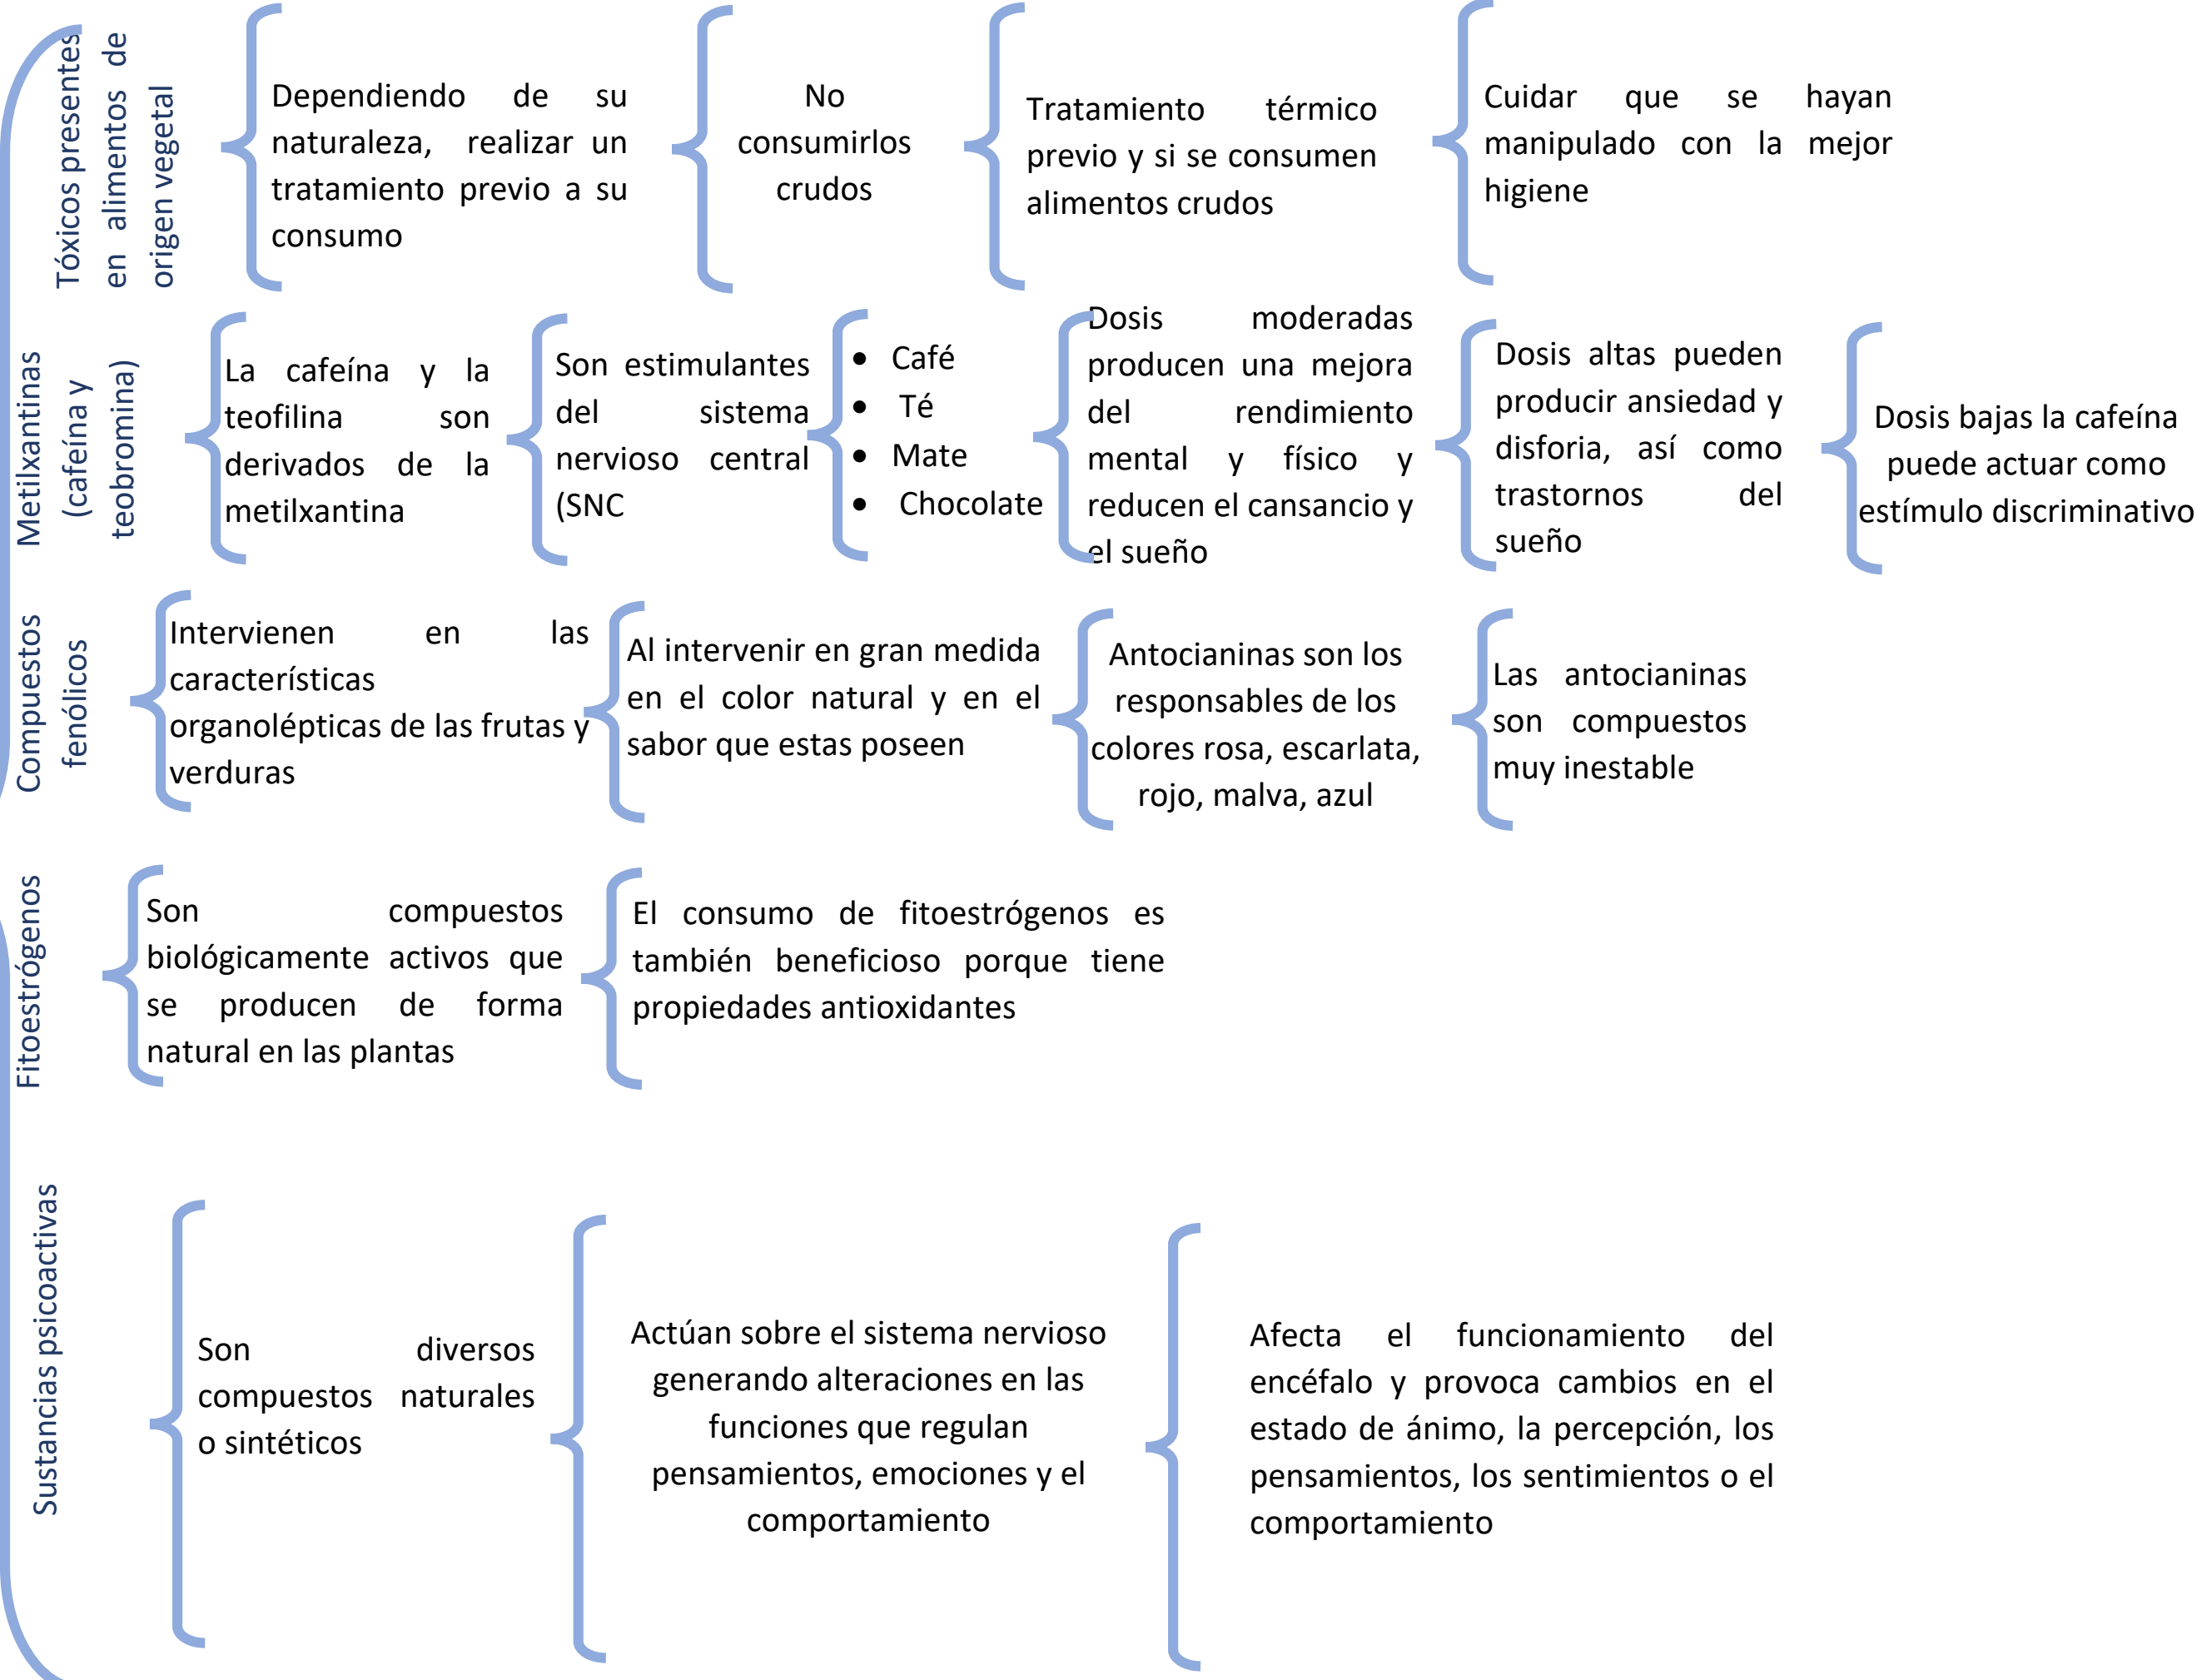 Tóxicos presentes
en alimentos de
origen vegetal
Dependiendo de su
naturaleza, realizar un
tratamiento previo a su
consumo
No
consumirlos
crudos
Tratamiento térmico
previo y si se consumen
alimentos crudos
Cuidar que se hayan
manipulado con la mejor
higiene
Metilxantinas
(cafeína y
teobromina)
La cafeína y la
teofilina son
derivados de la
metilxantina
Son estimulantes
del sistema
nervioso central
(SNC
• Café
• Té
• Mate
• Chocolate
Dosis moderadas
producen una mejora
del rendimiento
mental y físico y
reducen el cansancio y
el sueño
Dosis altas pueden
producir ansiedad y
disforia, así como
trastornos del
sueño
Dosis bajas la cafeína
puede actuar como
estímulo discriminativo
Compuestos
fenólicos
Intervienen en las
características
organolépticas de las frutas y
verduras
Al intervenir en gran medida
en el color natural y en el
sabor que estas poseen
Antocianinas son los
responsables de los
colores rosa, escarlata,
rojo, malva, azul
Las antocianinas
son compuestos
muy inestable
Fitoestrógenos
Son compuestos
biológicamente activos que
se producen de forma
natural en las plantas
El consumo de fitoestrógenos es
también beneficioso porque tiene
propiedades antioxidantes
Sustancias psicoactivas
Son diversos
compuestos naturales
o sintéticos
Actúan sobre el sistema nervioso
generando alteraciones en las
funciones que regulan
pensamientos, emociones y el
comportamiento
Afecta el funcionamiento del
encéfalo y provoca cambios en el
estado de ánimo, la percepción, los
pensamientos, los sentimientos o el
comportamiento